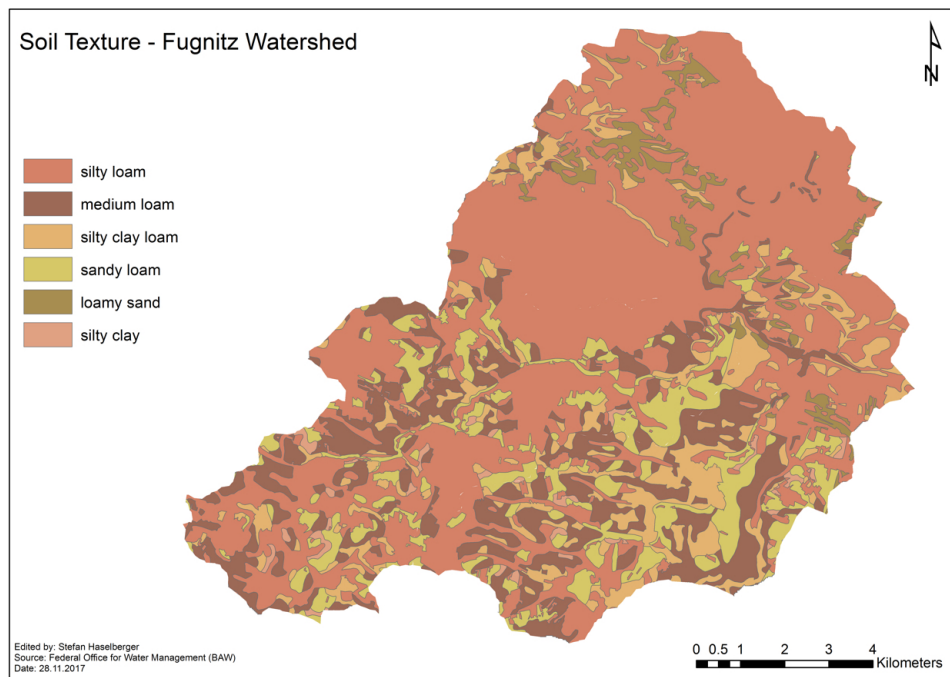 Soil Texture - Fugnitz Watershed
N
silty loam
medium loam
silty clay loam
sandy loam
loamy sand
silty clay
Edited by: Stefan Haselberger
Source: Federal Office for Water Management (BAW)
Date: 28.11.2017
0 0.5 1 2 3 4
Kilometers